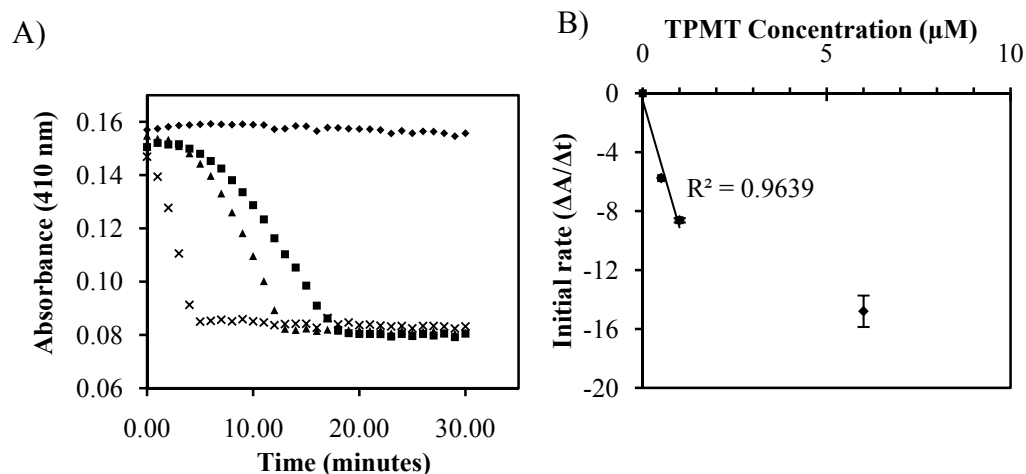 A)
Absorbance (410 nm)
0.16
0.14
0.12
0.10
0.08
0.06
0.00
10.00
20.00
30.00
Time (minutes)
B)
TPMT Concentration (µM)
0
5
10
Initial rate (ΔA/Δt)
0
-4
-8
-12
-16
-20
R² = 0.9639